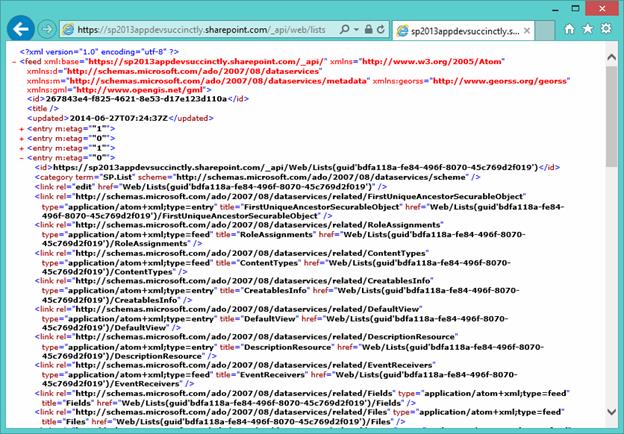 https://sp2013appdevsuccinctly.sharepoint.com/_api/web/lists
sp2013appdevsuccinctly.s...
<?xml version="1.0" encoding="utf-8" ?>
- <feed xml:base="https://sp2013appdevsuccinctly.sharepoint.com/_api/" xmlns="http://www.w3.org/2005/Atom"
xmlns:d="http://schemas.microsoft.com/ado/2007/08/dataservices"
xmlns:m="http://schemas.microsoft.com/ado/2007/08/dataservices/metadata" xmlns:georss="http://www.georss.org/georss"
xmlns:gml="http://www.opengis.net/gml">
<id>267843e4-f825-4621-8e53-d17e123d110a</id>
<title />
<updated>2014-06-27T07:24:37Z</updated>
+ <entry m:etag=""1"">
+ <entry m:etag=""0"">
+ <entry m:etag=""1"">
- <entry m:etag=""0"">
<id>https://sp2013appdevsuccinctly.sharepoint.com/_api/Web/Lists(guid'bdfa118a-fe84-496f-8070-45c769d2f019')</id>
<category term="SP.List" scheme="http://schemas.microsoft.com/ado/2007/08/dataservices/scheme" />
<link rel="edit" href="Web/Lists(guid'bdfa118a-fe84-496f-8070-45c769d2f019')" />
<link rel="http://schemas.microsoft.com/ado/2007/08/dataservices/related/FirstUniqueAncestorSecurableObject"
type="application/atom+xml;type=entry" title="FirstUniqueAncestorSecurableObject" href="Web/Lists(guid'bdfa118a-fe84-
496f-8070-45c769d2f019')/FirstUniqueAncestorSecurableObject" />
<link rel="http://schemas.microsoft.com/ado/2007/08/dataservices/related/RoleAssignments"
type="application/atom+xml;type=feed" title="RoleAssignments" href="Web/Lists(guid'bdfa118a-fe84-496f-8070-
45c769d2f019')/RoleAssignments" />
<link rel="http://schemas.microsoft.com/ado/2007/08/dataservices/related/ContentTypes"
type="application/atom+xml;type=feed" title="ContentTypes" href="Web/Lists(guid'bdfa118a-fe84-496f-8070-
45c769d2f019')/ContentTypes" />
<link rel="http://schemas.microsoft.com/ado/2007/08/dataservices/related/CreatablesInfo"
type="application/atom+xml;type=entry" title="CreatablesInfo" href="Web/Lists(guid'bdfa118a-fe84-496f-8070-
45c769d2f019')/CreatablesInfo" />
<link rel="http://schemas.microsoft.com/ado/2007/08/dataservices/related/DefaultView"
type="application/atom+xml;type=entry" title="DefaultView" href="Web/Lists(guid'bdfa118a-fe84-496f-8070-
45c769d2f019')/DefaultView" />
<link rel="http://schemas.microsoft.com/ado/2007/08/dataservices/related/DescriptionResource"
type="application/atom+xml;type=entry" title="DescriptionResource" href="Web/Lists(guid'bdfa118a-fe84-496f-8070-
45c769d2f019')/DescriptionResource" />
<link rel="http://schemas.microsoft.com/ado/2007/08/dataservices/related/EventReceivers"
type="application/atom+xml;type=feed" title="EventReceivers" href="Web/Lists(guid'bdfa118a-fe84-496f-8070-
45c769d2f019')/EventReceivers" />
<link rel="http://schemas.microsoft.com/ado/2007/08/dataservices/related/Fields" type="application/atom+xml;type=feed"
title="Fields" href="Web/Lists(guid'bdfa118a-fe84-496f-8070-45c769d2f019')/Fields" />
<link rel="http://schemas.microsoft.com/ado/2007/08/dataservices/related/Files" type="application/atom+xml;type=feed"
title="Files" href="Web/Lists(guid'bdfa118a-fe84-496f-8070-45c769d2f019')/Files" />